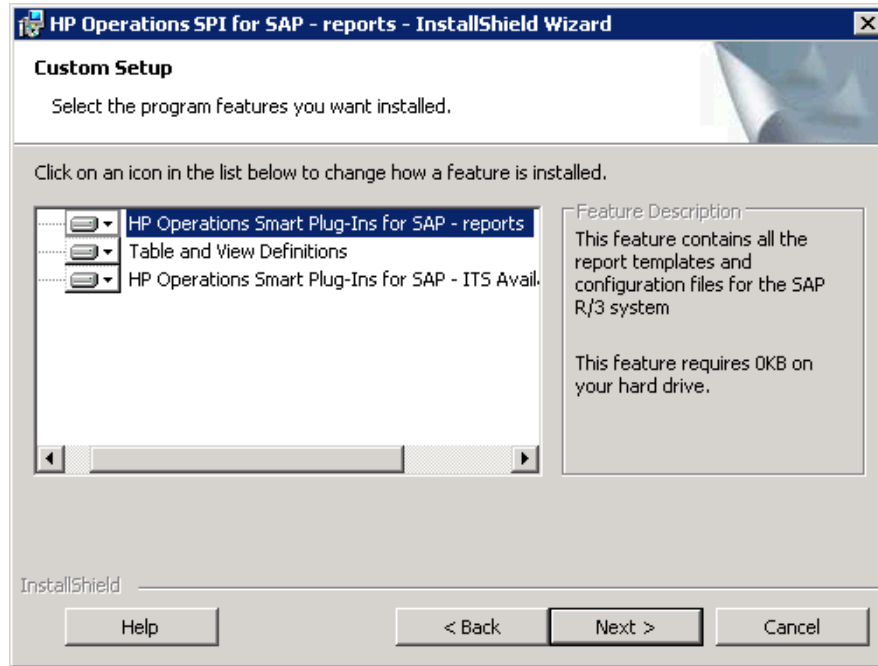 HP Operations SPI for SAP - reports - InstallShield Wizard
Custom Setup
Select the program features you want installed.
Click on an icon in the list below to change how a feature is installed.
HP Operations Smart Plug-Ins for SAP - reports
Table and View Definitions
HP Operations Smart Plug-Ins for SAP - ITS Avail
Feature Description
This feature contains all the
report templates and
configuration files for the SAP
R/3 system
This feature requires 0KB on
your hard drive.
InstallShield
Help
< Back
Next >
Cancel